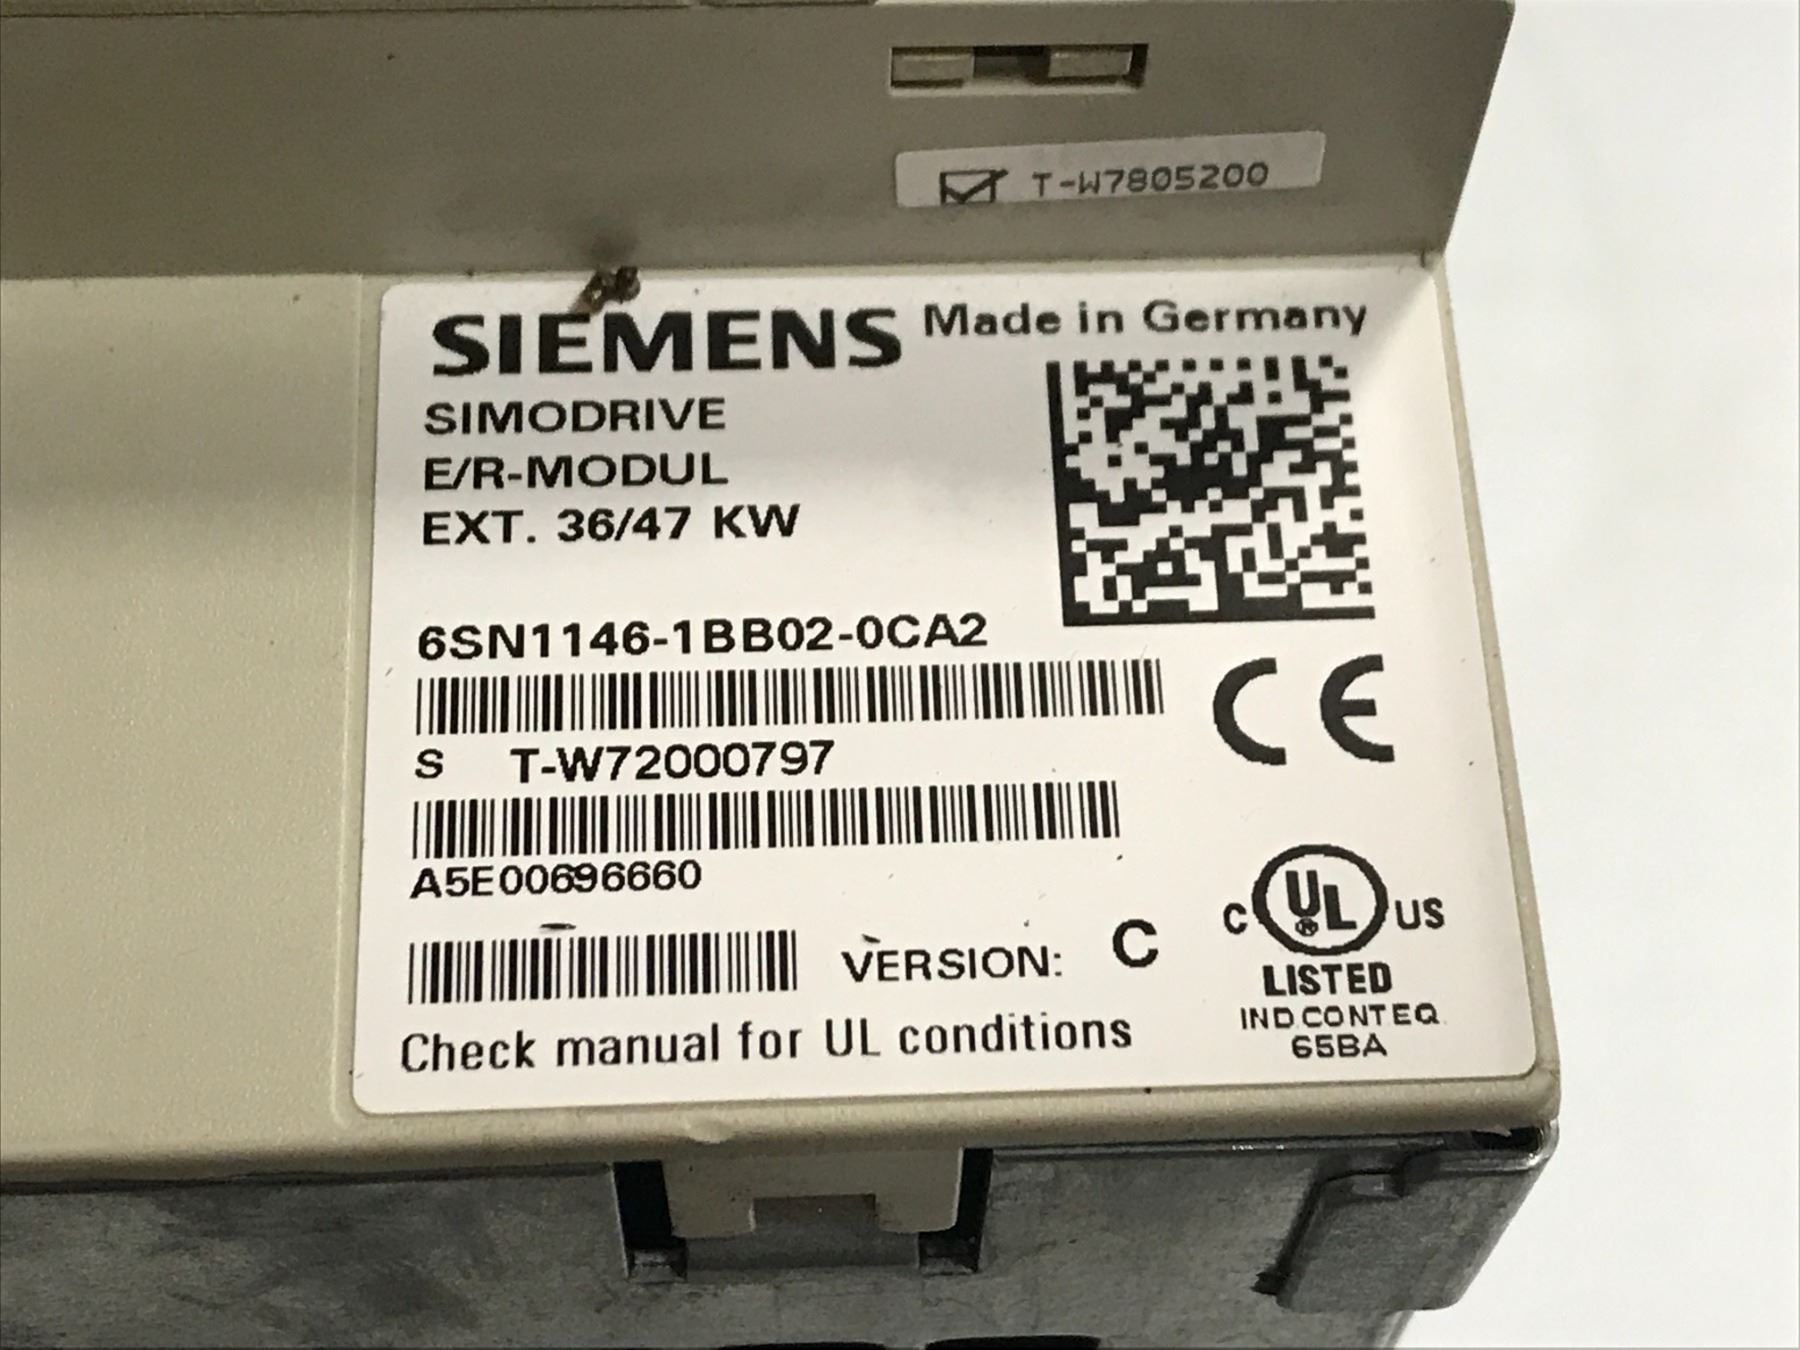 T-W7805200
SIEMENS Made in Germany
SIMODRIVE
E/R-MODUL
EXT. 36/47 KW
6SN1146-1BB02-0CA2
CE
S T-W72000797
A5E00696660
VERSION: C
C UL® US
LISTED
IND.CONT.EQ.
65BA
Check manual for UL conditions